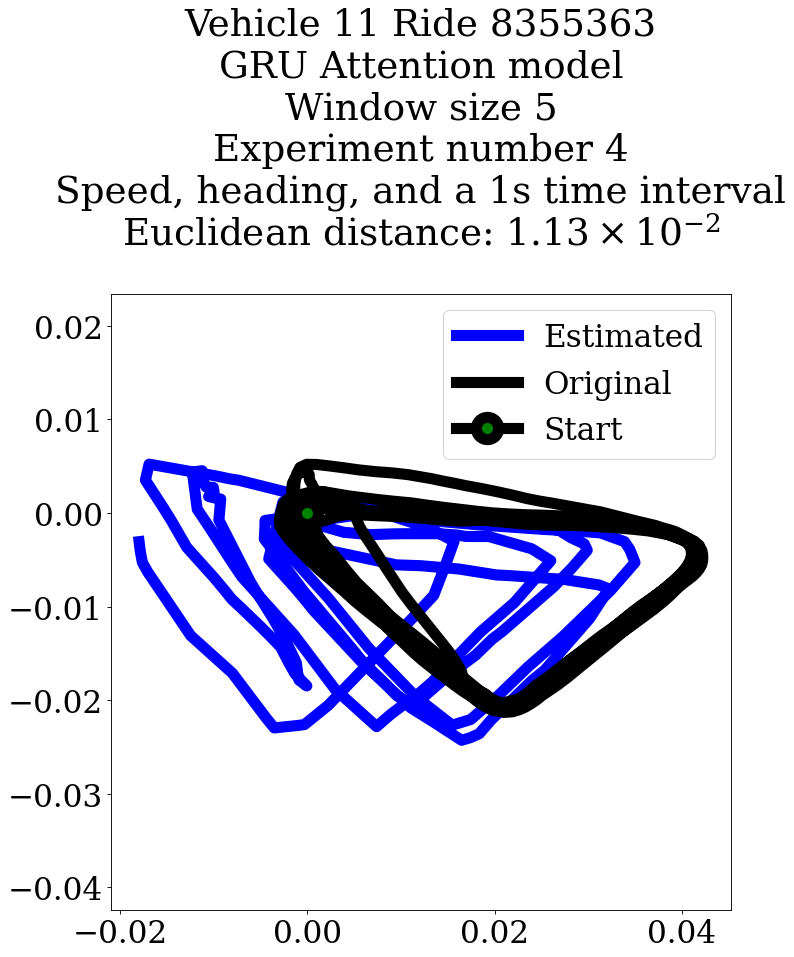 Vehicle 11 Ride 8355363
GRU Attention model
Window size 5
Experiment number 4
Speed, heading, and a 1s time interval
Euclidean distance: 1.13 × 10⁻²
Estimated
Original
Start
0.02
0.01
0.00
−0.01
−0.02
−0.03
−0.04
−0.02 0.00 0.02 0.04